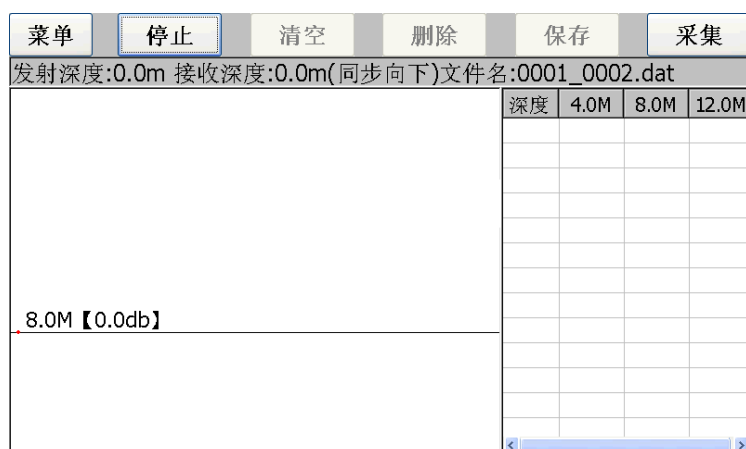 菜单 停止 清空 删除 保存 采集
发射深度:0.0m 接收深度:0.0m(同步向下)文件名:0001_0002.dat
深度 4.0M 8.0M 12.0M
8.0M【0.0db】